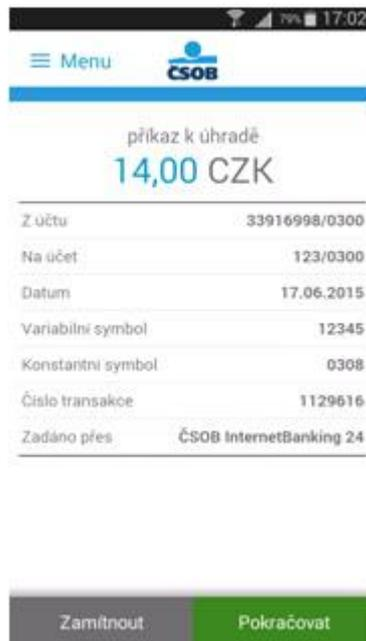 79% 17:02
Menu ČSOB
příkaz k úhradě
14,00 CZK
Z účtu 33916998/0300
Na účet 123/0300
Datum 17.06.2015
Variabilní symbol 12345
Konstantní symbol 0308
Číslo transakce 1129616
Zadáno přes ČSOB InternetBanking 24
Zamítnout Pokračovat